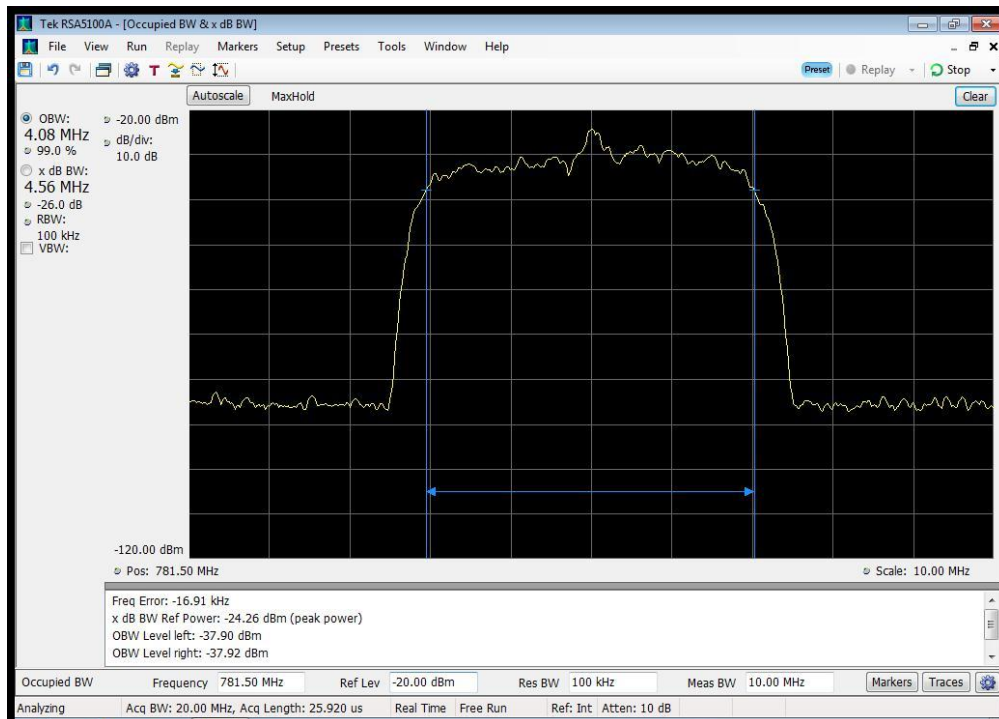 Tek RSA5100A - [Occupied BW & x dB BW]
File View Run Replay Markers Setup Presets Tools Window Help
T Preset Replay Stop
Autoscale MaxHold Clear
OBW:
4.08 MHz
99.0 %
x dB BW:
4.56 MHz
-26.0 dB
RBW:
100 kHz
VBW:
-20.00 dBm
dB/div:
10.0 dB
-120.00 dBm
Pos: 781.50 MHz Scale: 10.00 MHz
Freq Error: -16.91 kHz
x dB BW Ref Power: -24.26 dBm (peak power)
OBW Level left: -37.90 dBm
OBW Level right: -37.92 dBm
Occupied BW Frequency 781.50 MHz Ref Lev -20.00 dBm Res BW 100 kHz Meas BW 10.00 MHz Markers Traces
Analyzing Acq BW: 20.00 MHz, Acq Length: 25.920 us Real Time Free Run Ref: Int Atten: 10 dB